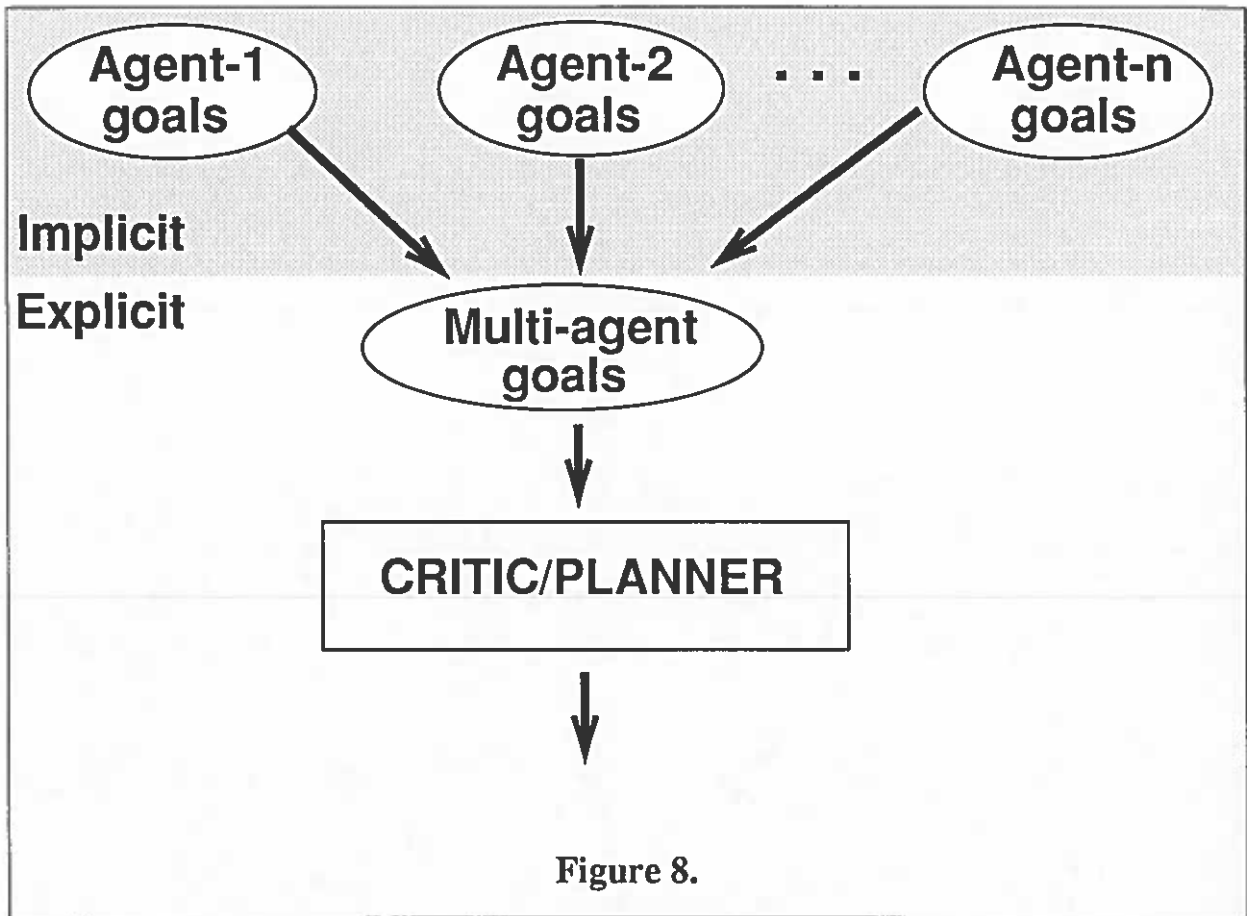 Agent-1
goals
Agent-2
goals
. . .
Agent-n
goals
Implicit
Explicit
Multi-agent
goals
CRITIC/PLANNER
Figure 8.